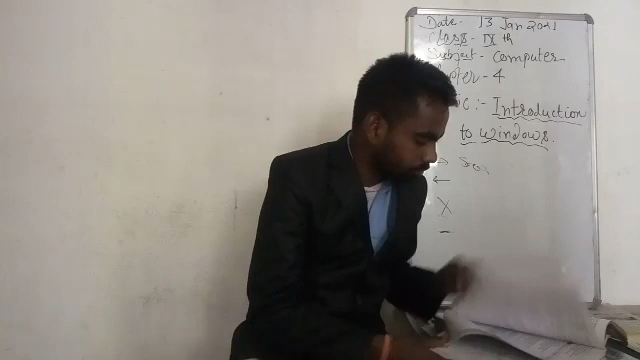 Date- 13 Jan 2021
Class- IX th
Subject- Computer
Chapter-4
Topic:- Introduction
to windows.
→
←
X
-